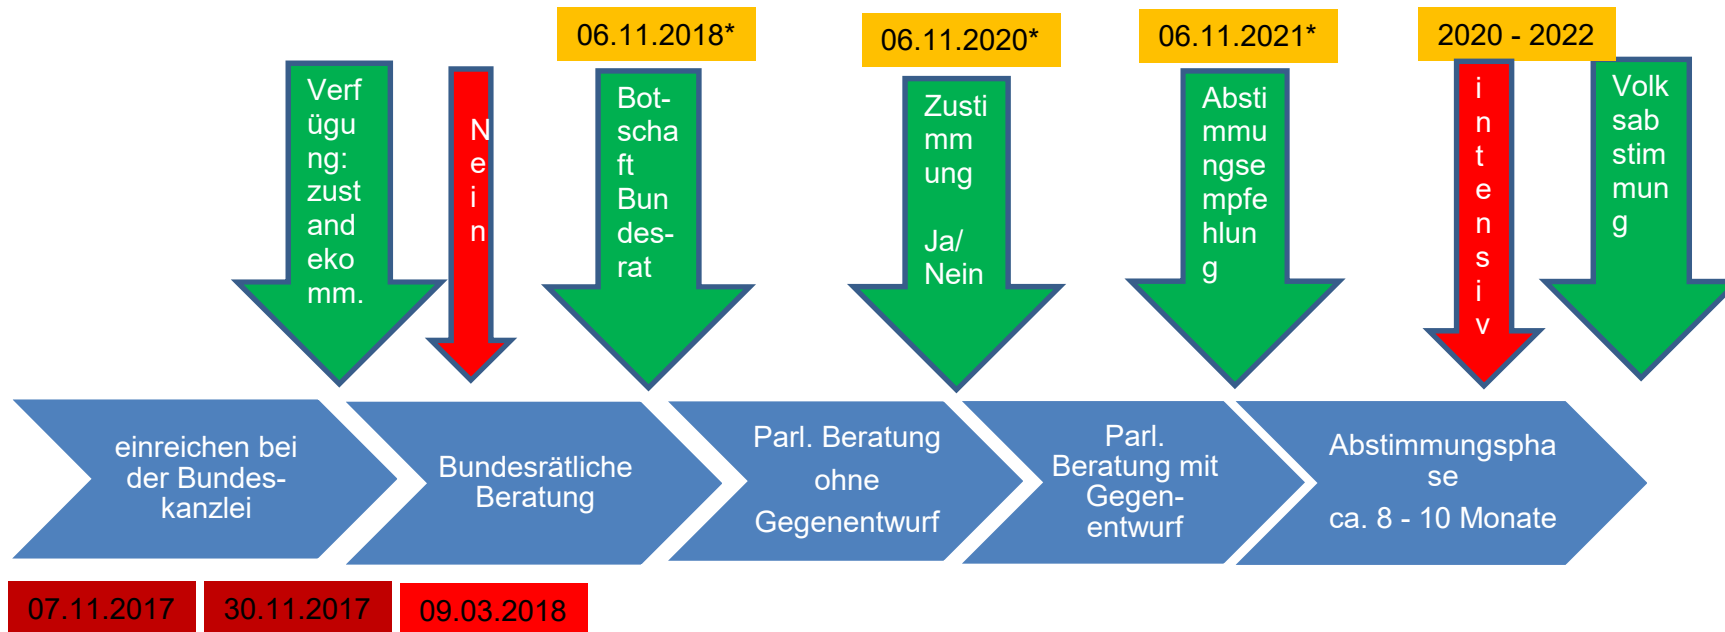 06.11.2018*
06.11.2020*
06.11.2021*
2020 - 2022
Verf
ügu
ng:
zust
and
eko
mm.
N
e
i
n
Bot-
scha
ft
Bun
des-
rat
Zusti
mm
ung
Ja/
Nein
Absti
mmu
ngse
mpfe
hlun
g
i
n
t
e
n
s
i
v
Volk
sab
stim
mun
g
einreichen bei
der Bundes-
kanzlei
Bundesrätliche
Beratung
Parl. Beratung
ohne
Gegenentwurf
Parl.
Beratung mit
Gegen-
entwurf
Abstimmungspha
se
ca. 8 - 10 Monate
07.11.2017
30.11.2017
09.03.2018